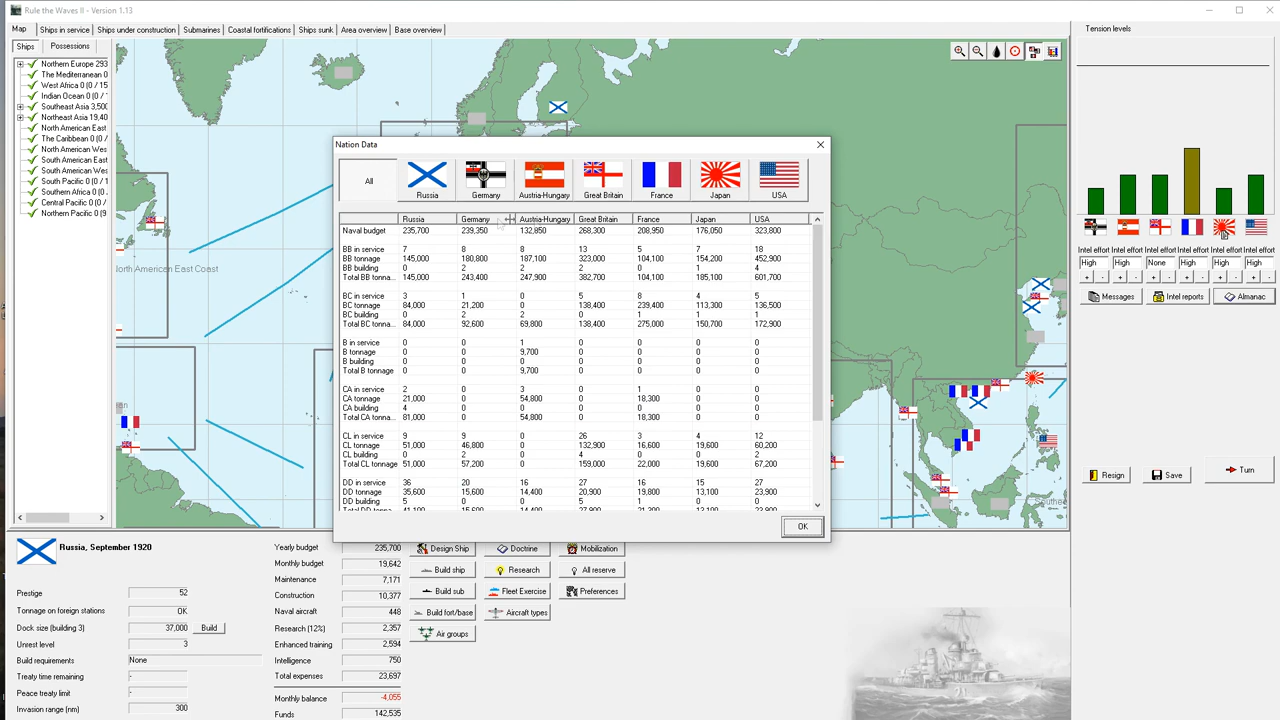 Rule the Waves II - Version 1.13
Map Ships in service Ships under construction Submarines Coastal fortifications Ships sunk Area overview Base overview
Ships Possessions
Northern Europe 293
The Mediterranean 0
West Africa 0 (0 / 15
Indian Ocean 0 (0 /
Southeast Asia 3,500
Northeast Asia 19,40
North American East
The Caribbean 0 (0 /
North American Wes
South American East
South American Wes
South Pacific 0 (0 / 1
Southern Africa 0 (0
Central Pacific 0 (0 /
Northern Pacific 0 (9
North American East Coast
Nation Data
All Russia Germany Austria-Hungary Great Britain France Japan USA
Russia Germany Austria-Hungary Great Britain France Japan USA
Naval budget 235,700 239,350 132,850 268,300 208,950 176,050 323,800
BB in service 7 8 8 13 5 7 18
BB tonnage 145,000 180,800 187,100 323,000 104,100 154,200 452,900
BB building 0 2 2 2 0 1 4
Total BB tonna... 145,000 243,400 247,900 382,700 104,100 185,100 601,700
BC in service 3 1 0 5 8 4 5
BC tonnage 84,000 21,200 0 138,400 239,400 113,300 136,500
BC building 0 2 2 0 1 1 1
Total BC tonna... 84,000 92,600 69,800 138,400 275,000 150,700 172,900
B in service 0 0 1 0 0 0 0
B tonnage 0 0 9,700 0 0 0 0
B building 0 0 0 0 0 0 0
Total B tonnage 0 0 9,700 0 0 0 0
CA in service 2 0 3 0 1 0 0
CA tonnage 21,000 0 54,800 0 18,300 0 0
CA building 4 0 0 0 0 0 0
Total CA tonna... 81,000 0 54,800 0 18,300 0 0
CL in service 9 9 0 26 3 4 12
CL tonnage 51,000 46,800 0 132,900 16,600 19,600 60,200
CL building 0 2 0 4 1 0 2
Total CL tonnage 51,000 57,200 0 159,000 22,000 19,600 67,200
DD in service 36 20 16 27 16 15 27
DD tonnage 35,600 15,600 14,400 20,900 19,800 13,100 23,900
DD building 5 0 0 5 0 0 0
OK
Tension levels
Intel effort Intel effort Intel effort Intel effort Intel effort Intel effort
High High None High High High
+ - + - + - + - + - + -
Messages Intel reports Almanac
Resign Save Turn
Russia, September 1920
Prestige 52
Tonnage on foreign stations OK
Dock size (building 3) 37,000 Build
Unrest level 3
Build requirements None
Treaty time remaining -
Peace treaty limit -
Invasion range (nm) 300
Yearly budget 235,700
Monthly budget 19,642
Maintenance 7,171
Construction 10,377
Naval aircraft 448
Research (12%) 2,357
Enhanced training 2,594
Intelligence 750
Total expenses 23,697
Monthly balance -4,055
Funds 142,535
Design Ship Doctrine Mobilization
Build ship Research All reserve
Build sub Fleet Exercise Preferences
Build fort/base Aircraft types
Air groups